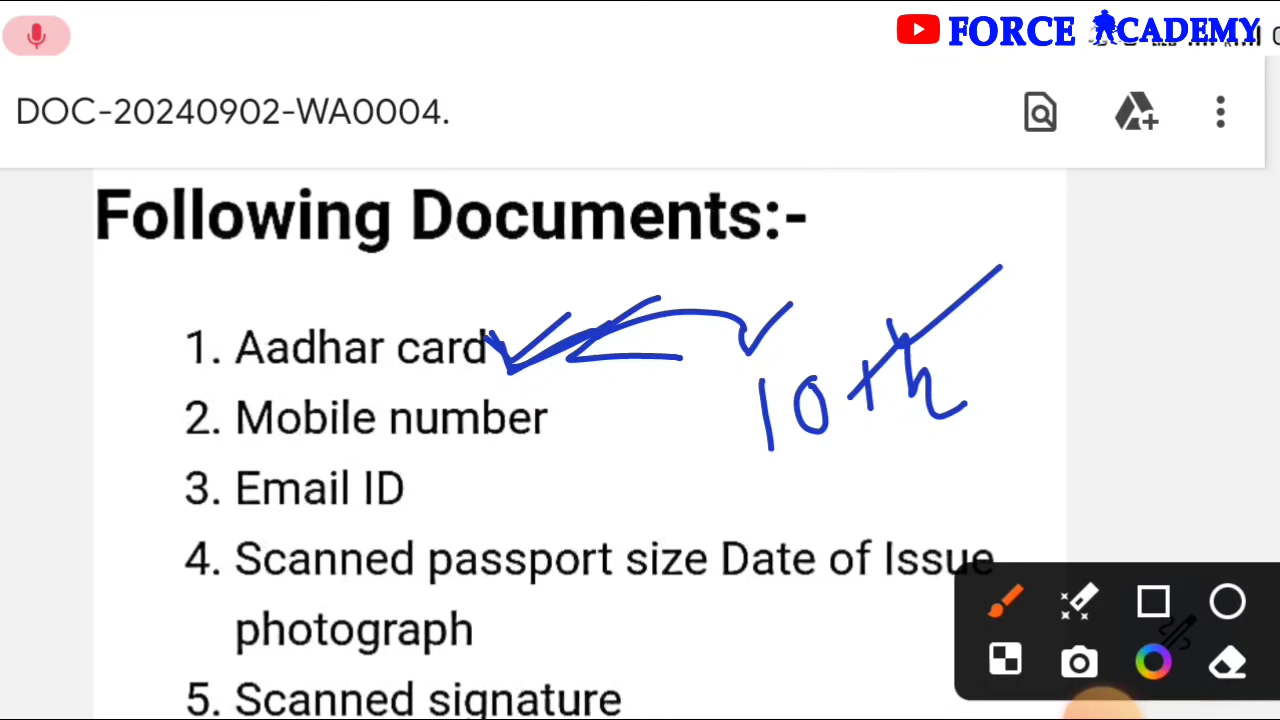 FORCE ACADEMY
DOC-20240902-WA0004.
Following Documents:-
1. Aadhar card
10th
2. Mobile number
3. Email ID
4. Scanned passport size Date of Issue
photograph
5. Scanned signature